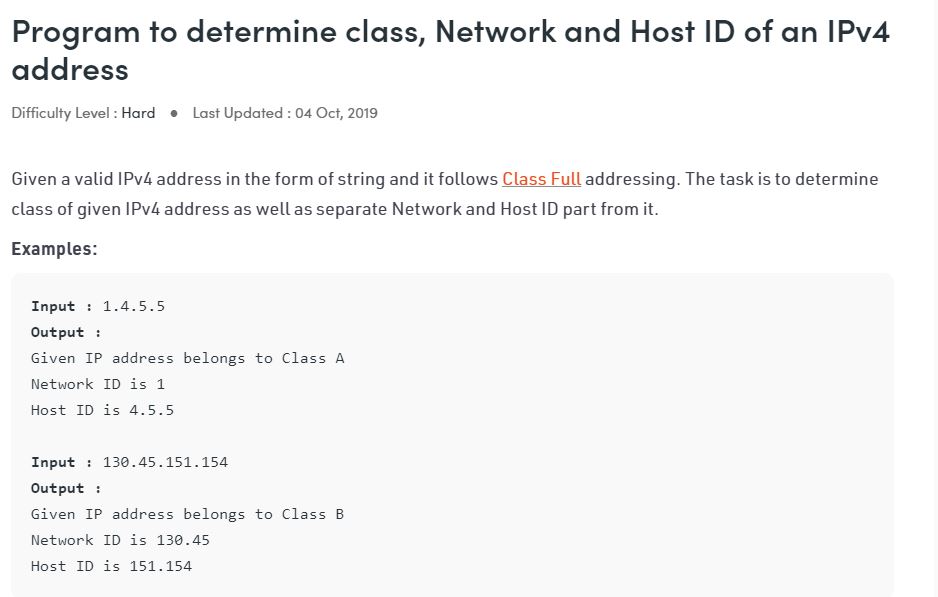 Program to determine class, Network and Host ID of an IPv4
address
Difficulty Level : Hard ● Last Updated : 04 Oct, 2019
Given a valid IPv4 address in the form of string and it follows Class Full addressing. The task is to determine
class of given IPv4 address as well as separate Network and Host ID part from it.
Examples:
Input : 1.4.5.5
Output :
Given IP address belongs to Class A
Network ID is 1
Host ID is 4.5.5
Input : 130.45.151.154
Output :
Given IP address belongs to Class B
Network ID is 130.45
Host ID is 151.154